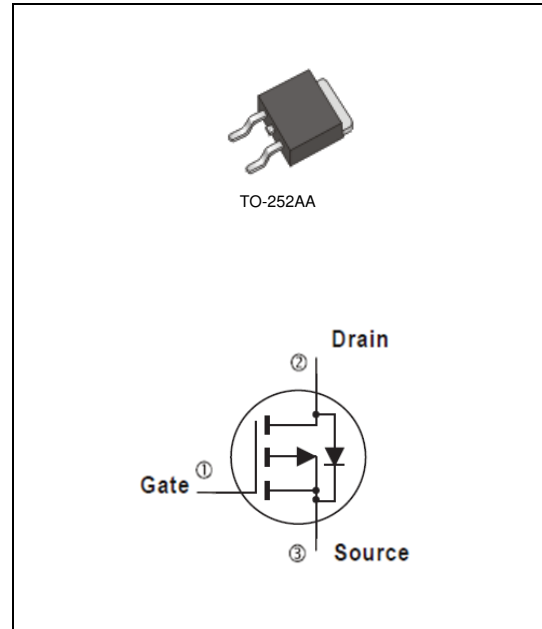 TO-252AA
Drain
②
①
Gate
③
Source